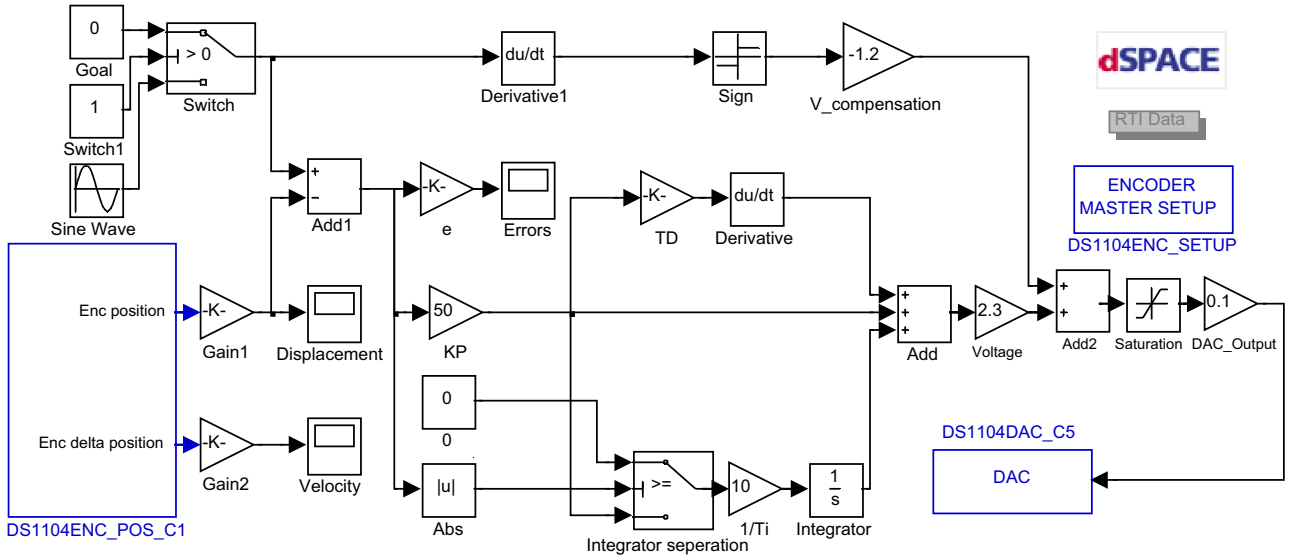 0
Goal
> 0
Switch
1
Switch1
Sine Wave
du/dt
Derivative1
Sign
-1.2
V_compensation
dSPACE
RTI Data
ENCODER
MASTER SETUP
DS1104ENC_SETUP
+
−
Add1
-K-
e
Errors
-K-
TD
du/dt
Derivative
Enc position
-K-
Gain1
Displacement
50
KP
+
+
+
Add
2.3
Voltage
+
+
Add2
Saturation
0.1
DAC_Output
Enc delta position
-K-
Gain2
Velocity
DS1104ENC_POS_C1
0
0
|u|
Abs
>=
Integrator seperation
10
1/Ti
1
s
Integrator
DS1104DAC_C5
DAC